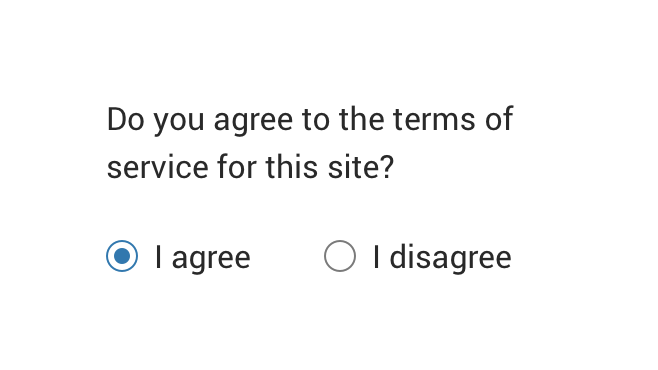 Do you agree to the terms of
service for this site?
I agree I disagree